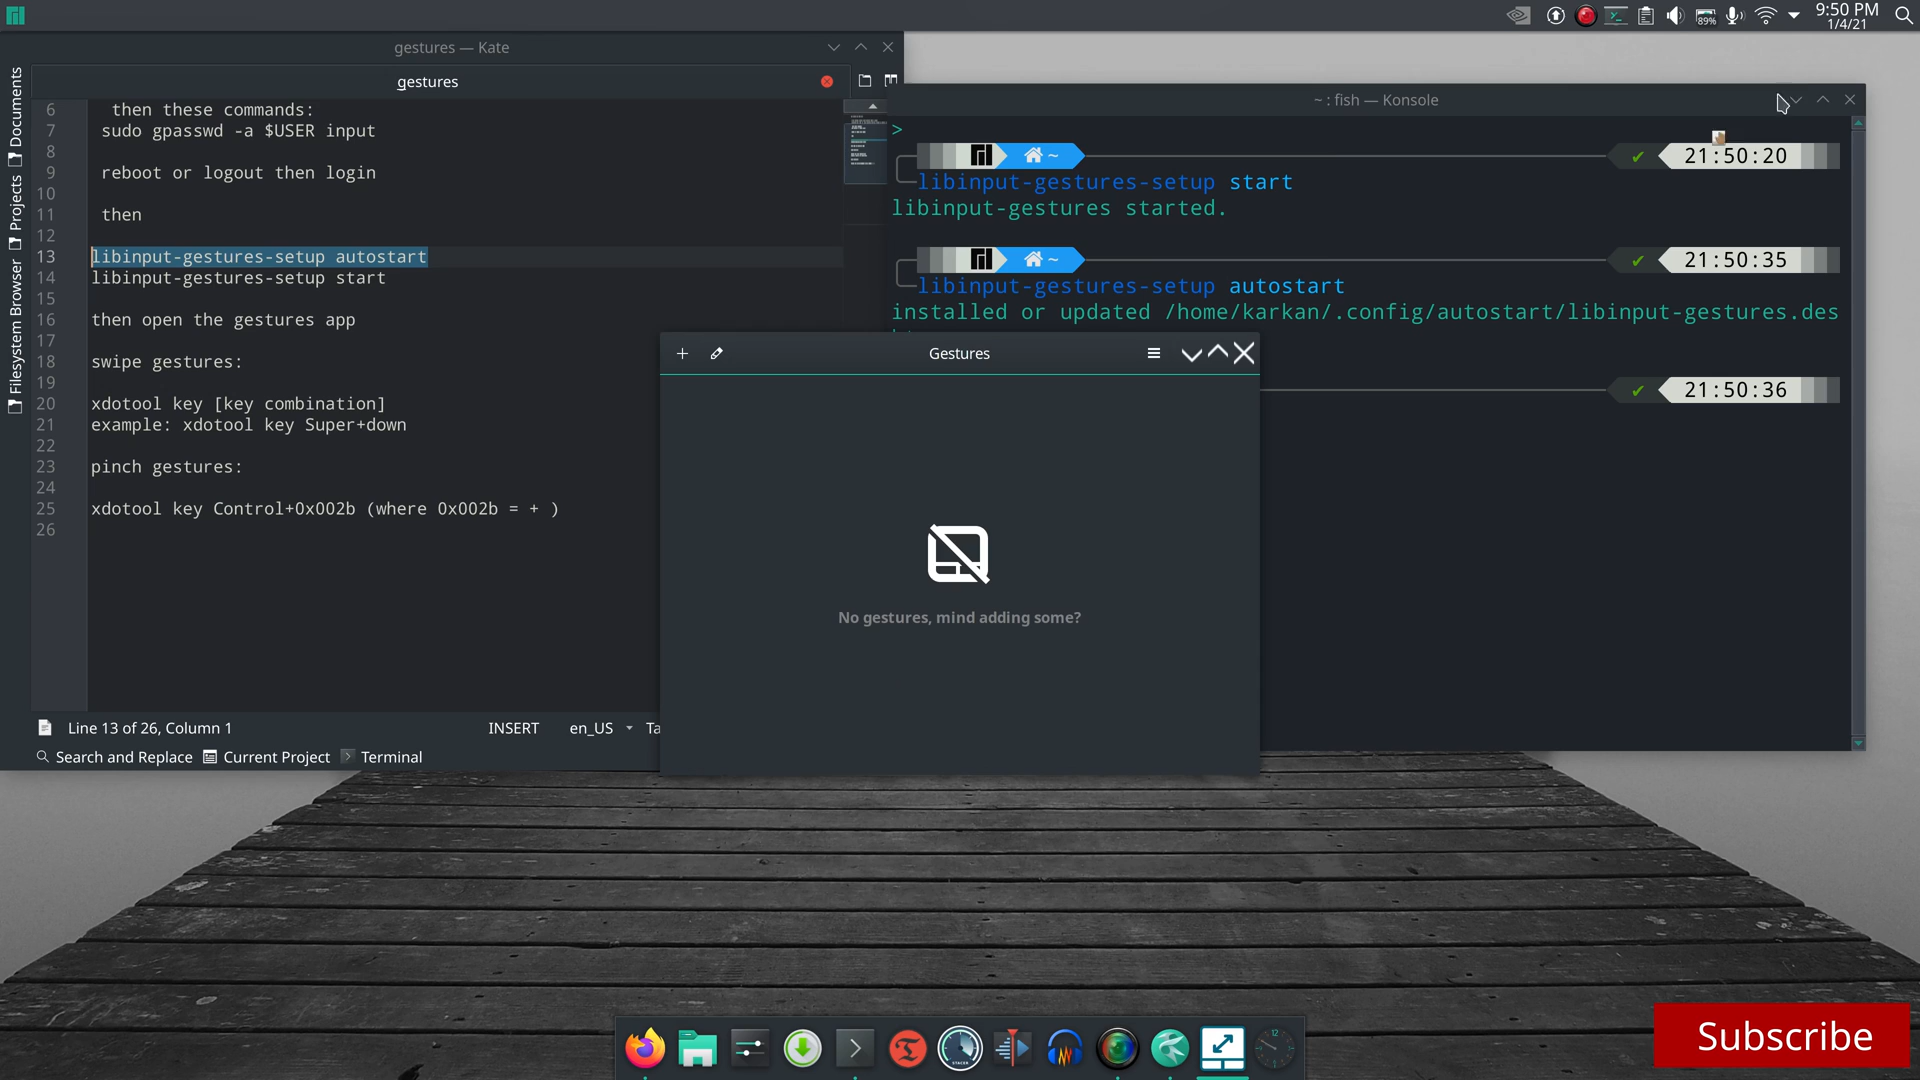 9:50 PM
1/4/21
89%
gestures — Kate
gestures
Documents
Projects
Filesystem Browser
6 then these commands:
7 sudo gpasswd -a $USER input
8
9 reboot or logout then login
10
11 then
12
13 libinput-gestures-setup autostart
14 libinput-gestures-setup start
15
16 then open the gestures app
17
18 swipe gestures:
19
20 xdotool key [key combination]
21 example: xdotool key Super+down
22
23 pinch gestures:
24
25 xdotool key Control+0x002b (where 0x002b = + )
26
Line 13 of 26, Column 1
INSERT
en_US
Ta
Search and Replace
Current Project
Terminal
~ : fish — Konsole
>
~ ✔ 21:50:20
libinput-gestures-setup start
libinput-gestures started.
~ ✔ 21:50:35
libinput-gestures-setup autostart
installed or updated /home/karkan/.config/autostart/libinput-gestures.des
✔ 21:50:36
Gestures
No gestures, mind adding some?
12
Subscribe